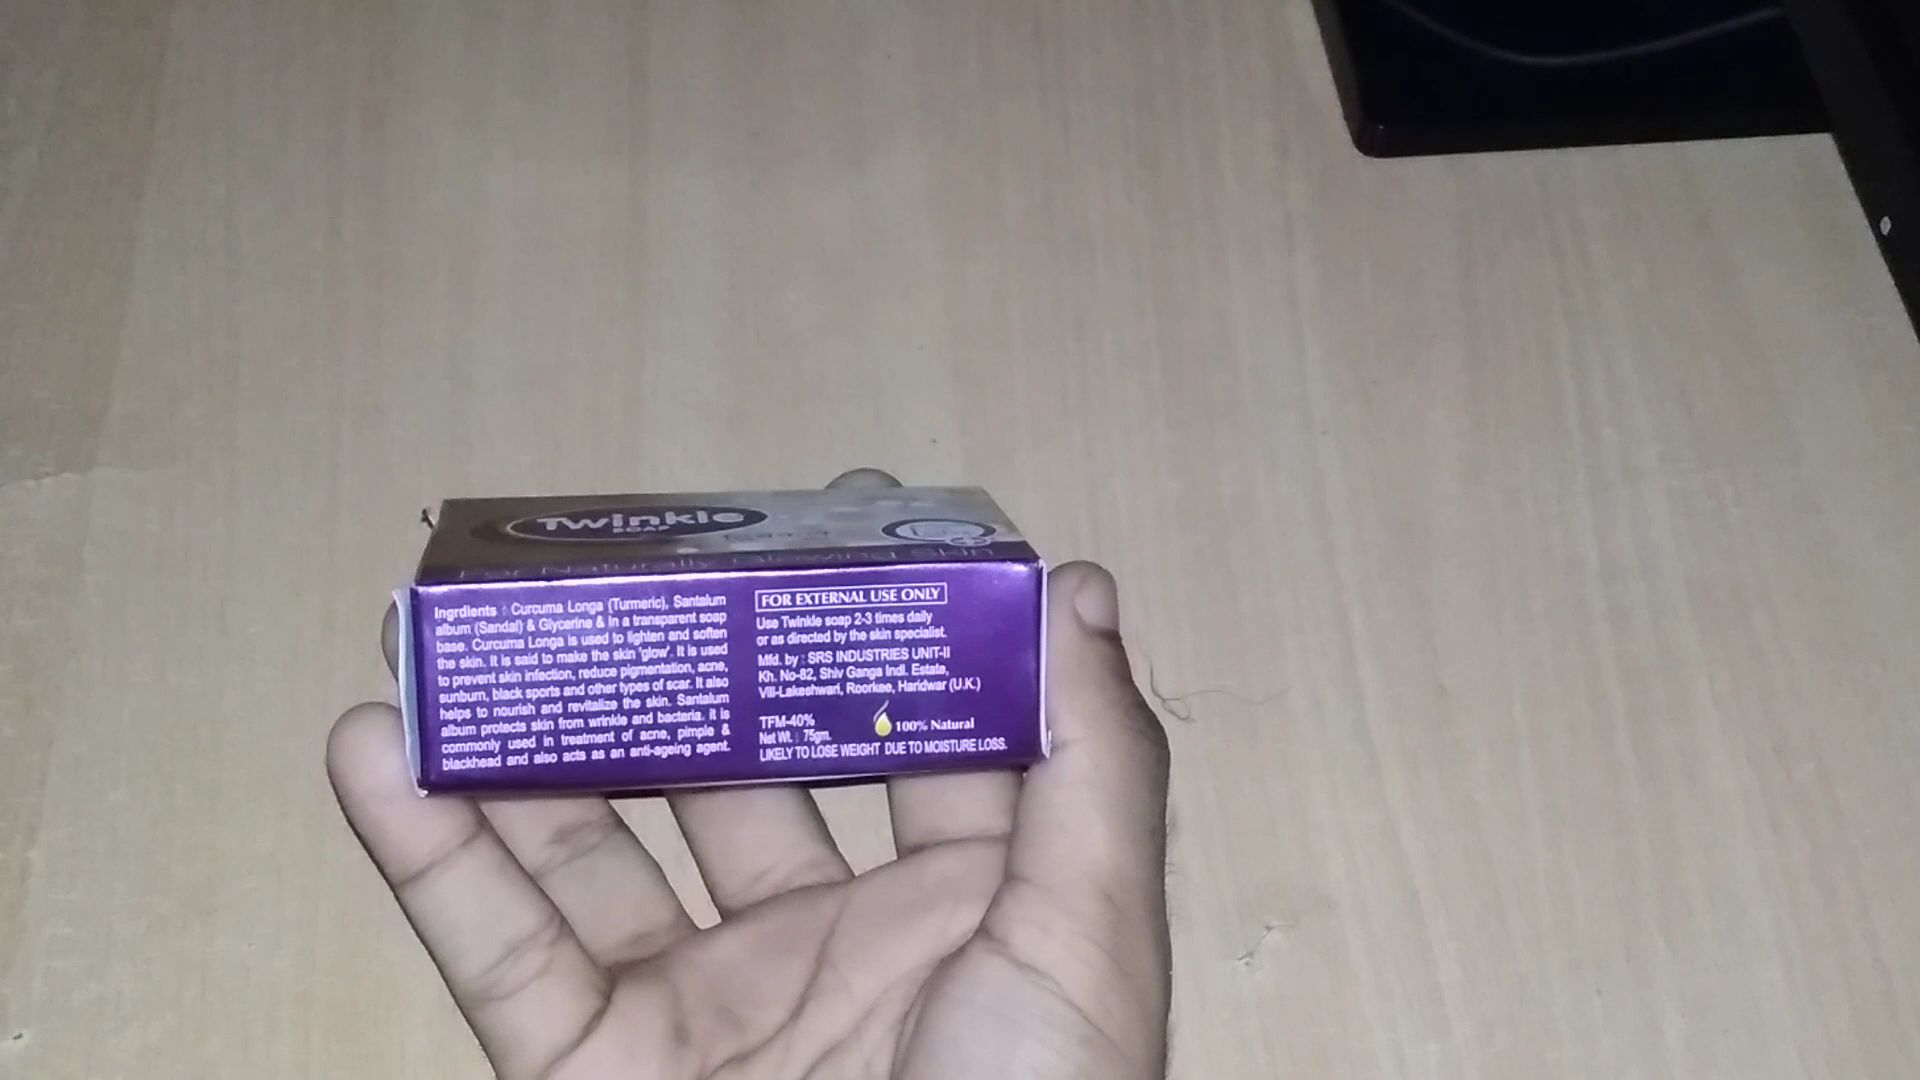 Twinkle
SOAP
For Naturally Glowing Skin
Ingrdients : Curcuma Longa (Turmeric), Santalum
album (Sandal) & Glycerine & In a transparent soap
base. Curcuma Longa is used to lighten and soften
the skin. It is said to make the skin 'glow'. It is used
to prevent skin infection, reduce pigmentation, acne,
sunburn, black sports and other types of scar. It also
helps to nourish and revitalize the skin. Santalum
album protects skin from wrinkle and bacteria. It is
commonly used in treatment of acne, pimple &
blackhead and also acts as an anti-ageing agent.
FOR EXTERNAL USE ONLY
Use Twinkle soap 2-3 times daily
or as directed by the skin specialist.
Mfd. by : SRS INDUSTRIES UNIT-II
Kh. No-82, Shiv Ganga Indl. Estate,
Vill-Lakeshwari, Roorkee, Haridwar (U.K.)
TFM-40%
Net Wt. : 75gm.
100% Natural
LIKELY TO LOSE WEIGHT DUE TO MOISTURE LOSS.